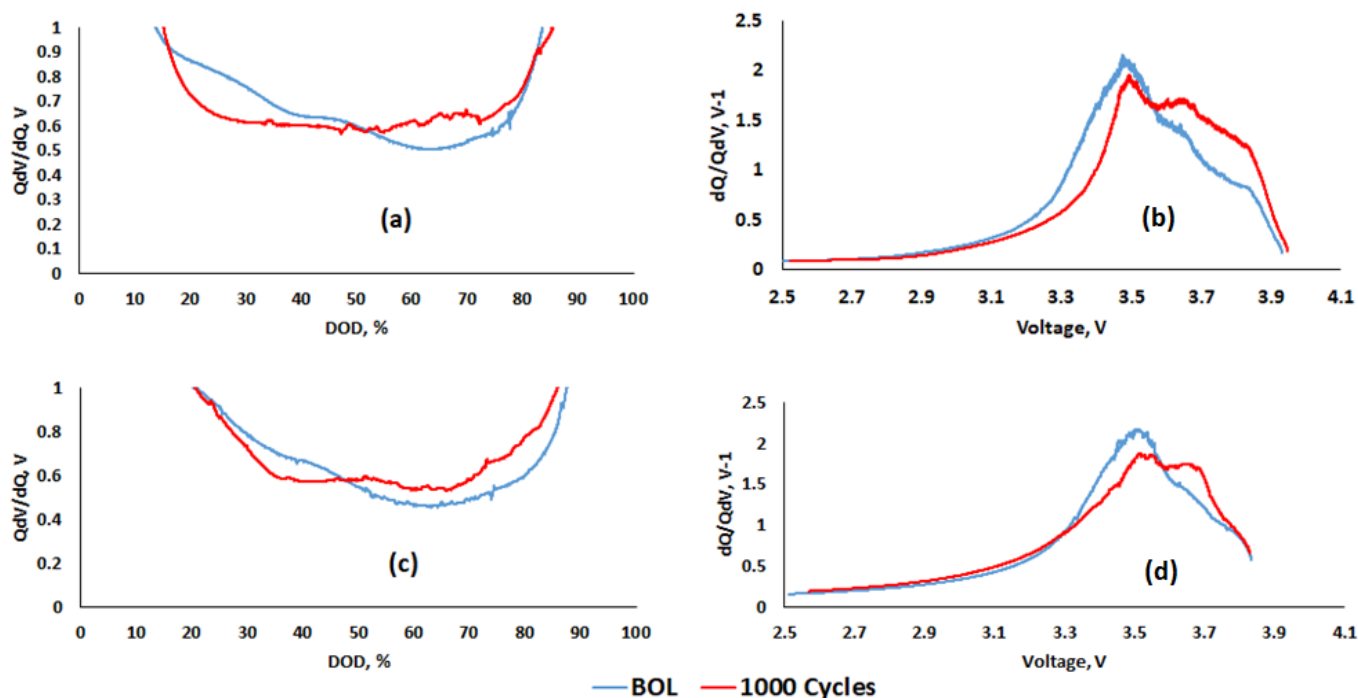 QdV/dQ, V
1
0.9
0.8
0.7
0.6
0.5
0.4
0.3
0.2
0.1
0
0 10 20 30 40 50 60 70 80 90 100
DOD, %
(a)
dQ/QdV, V-1
2.5
2
1.5
1
0.5
0
2.5 2.7 2.9 3.1 3.3 3.5 3.7 3.9 4.1
Voltage, V
(b)
QdV/dQ, V
1
0.8
0.6
0.4
0.2
0
0 10 20 30 40 50 60 70 80 90 100
DOD, %
(c)
dQ/QdV, V-1
2.5
2
1.5
1
0.5
0
2.5 2.7 2.9 3.1 3.3 3.5 3.7 3.9 4.1
Voltage, V
(d)
BOL 1000 Cycles